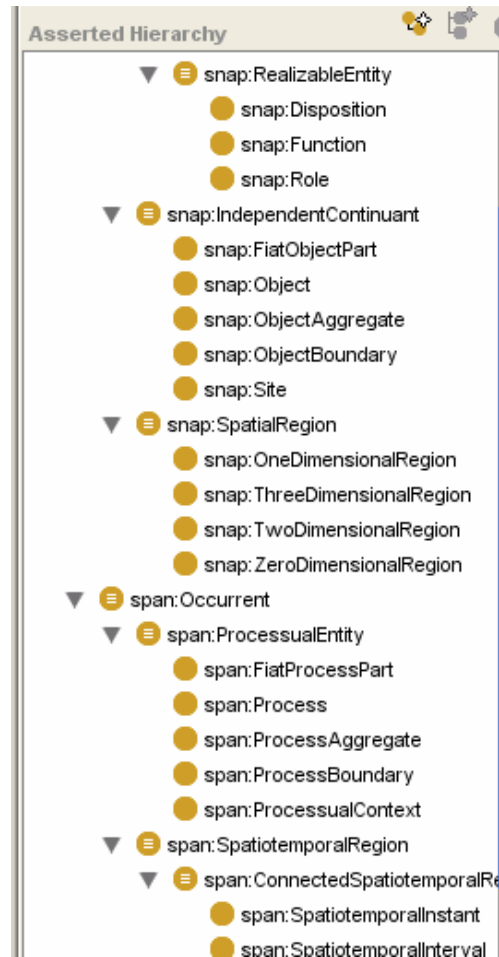 Asserted Hierarchy
snap:RealizableEntity
snap:Disposition
snap:Function
snap:Role
snap:IndependentContinuant
snap:FiatObjectPart
snap:Object
snap:ObjectAggregate
snap:ObjectBoundary
snap:Site
snap:SpatialRegion
snap:OneDimensionalRegion
snap:ThreeDimensionalRegion
snap:TwoDimensionalRegion
snap:ZeroDimensionalRegion
span:Occurrent
span:ProcessualEntity
span:FiatProcessPart
span:Process
span:ProcessAggregate
span:ProcessBoundary
span:ProcessualContext
span:SpatiotemporalRegion
span:ConnectedSpatiotemporalRe
span:SpatiotemporalInstant
span:SpatiotemporalInterval